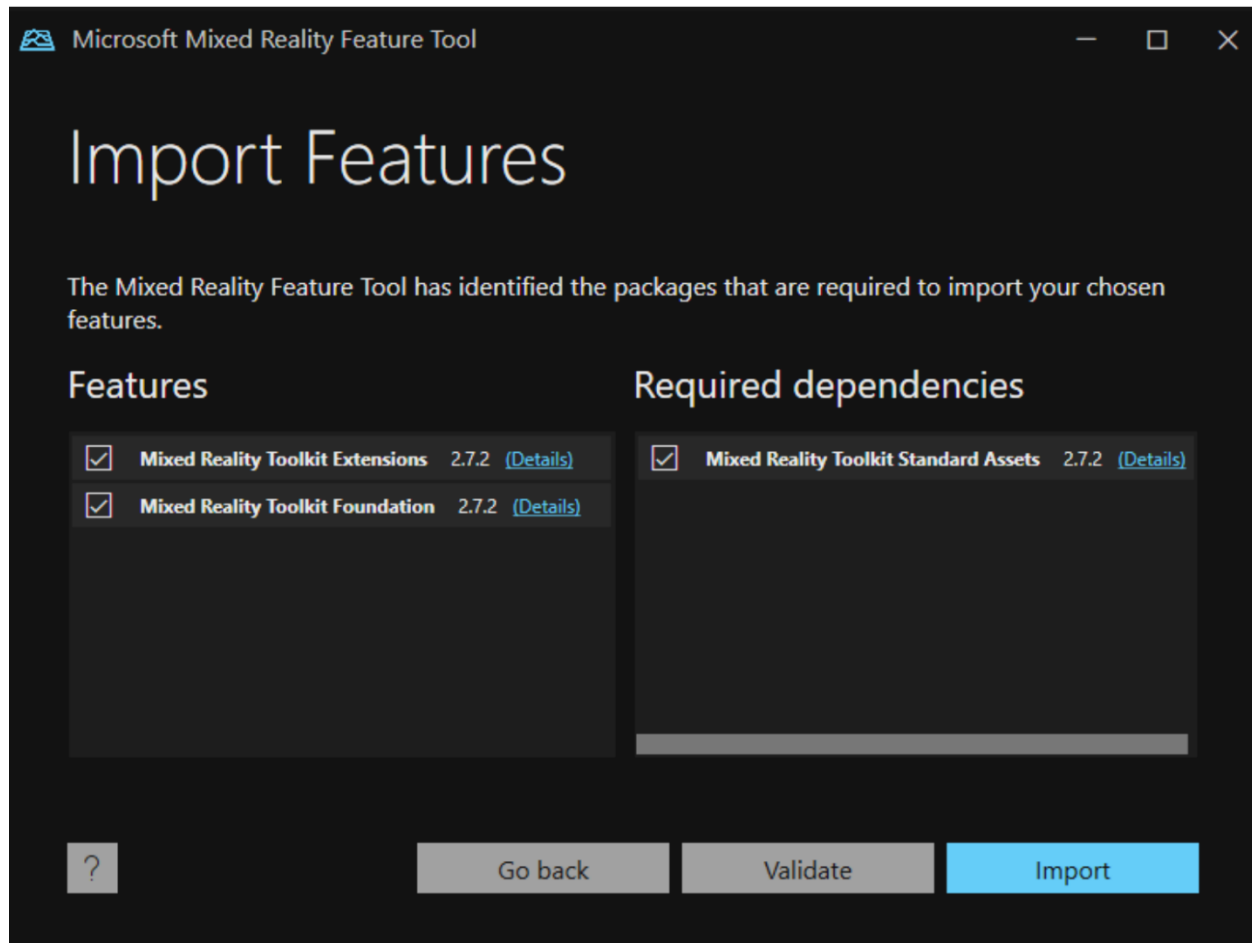 Microsoft Mixed Reality Feature Tool
Import Features
The Mixed Reality Feature Tool has identified the packages that are required to import your chosen
features.
Features
Required dependencies
Mixed Reality Toolkit Extensions 2.7.2 (Details)
Mixed Reality Toolkit Foundation 2.7.2 (Details)
Mixed Reality Toolkit Standard Assets 2.7.2 (Details)
?
Go back
Validate
Import